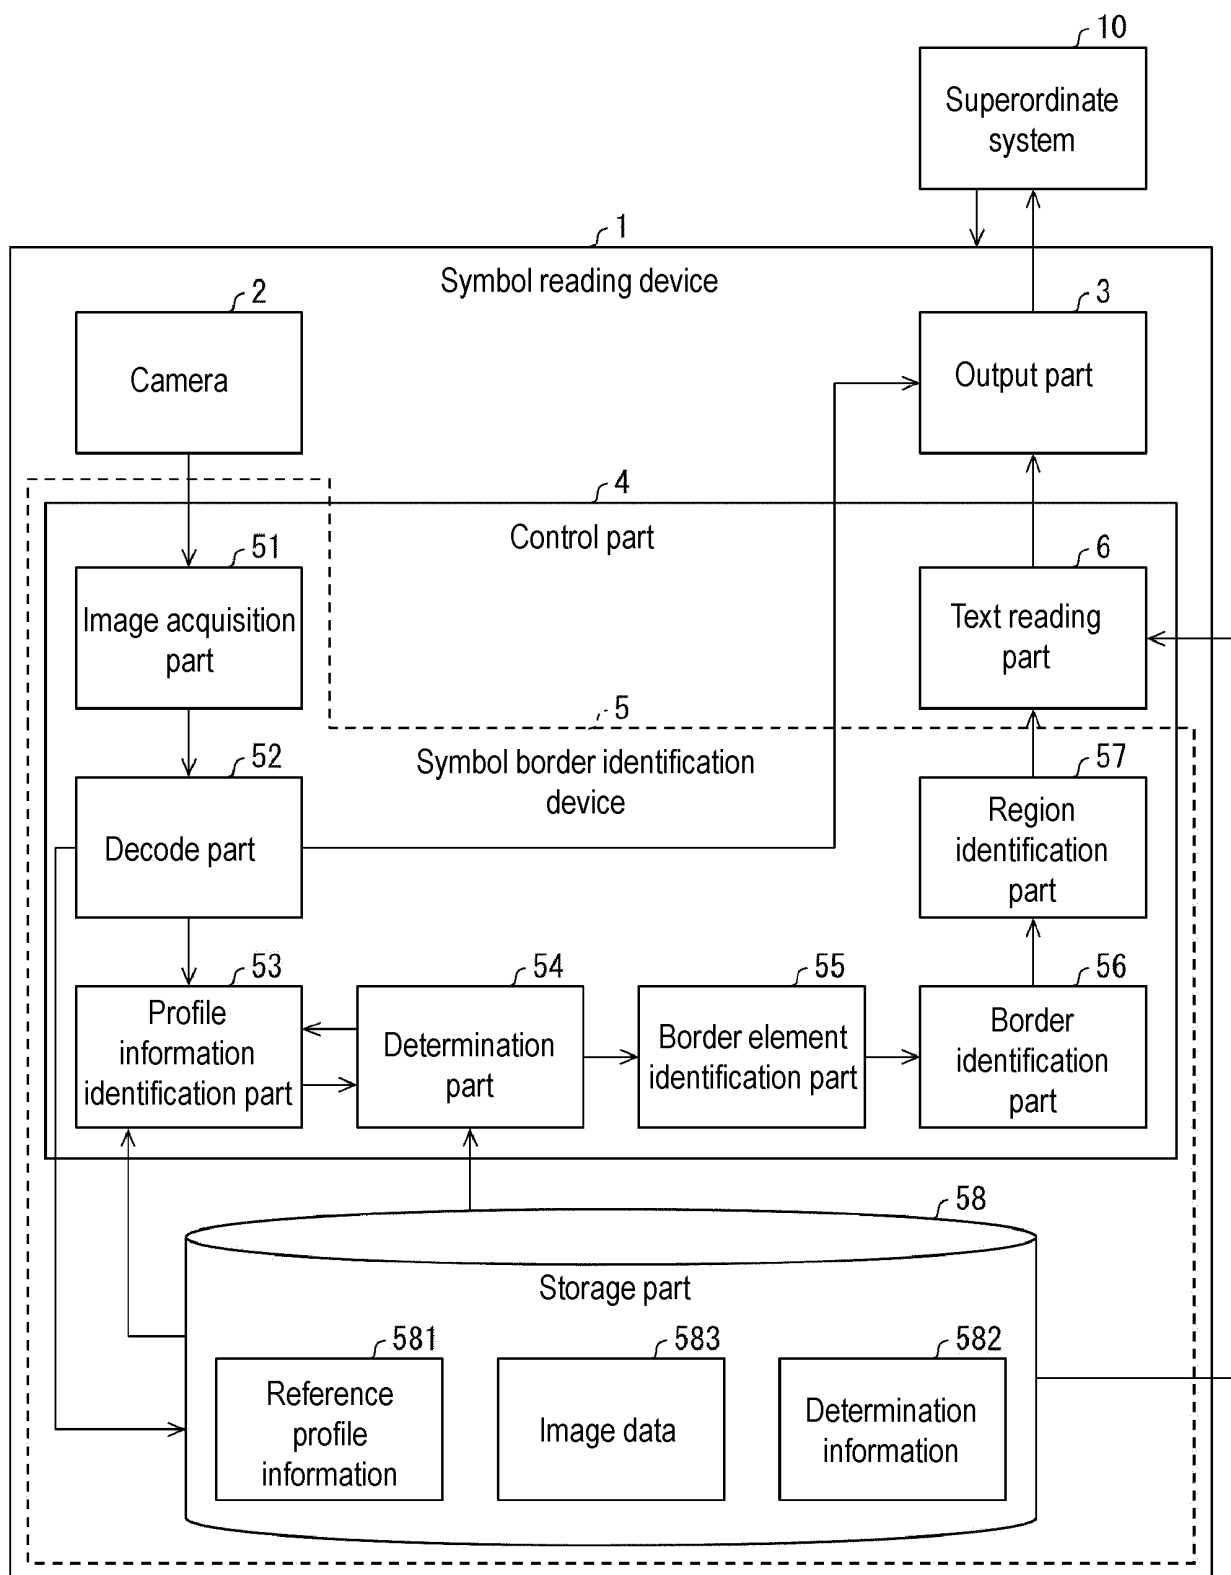 10
Superordinate
system
1
Symbol reading device
2
Camera
3
Output part
4
Control part
51
Image acquisition
part
6
Text reading
part
5
Symbol border identification
device
52
Decode part
57
Region
identification
part
53
Profile
information
identification part
54
Determination
part
55
Border element
identification part
56
Border
identification
part
58
Storage part
581
Reference
profile
information
583
Image data
582
Determination
information